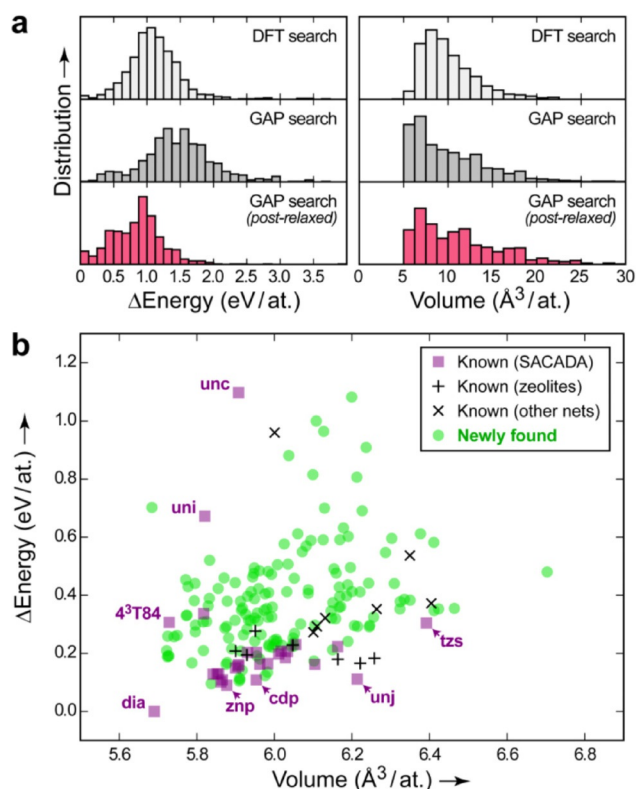 a
DFT search
DFT search
GAP search
GAP search
GAP search
(post-relaxed)
GAP search
(post-relaxed)
Distribution →
0 0.5 1.0 1.5 2.0 2.5 3.0 3.5
0 5 10 15 20 25 30
ΔEnergy (eV/at.)
Volume (Å³/at.)
b
1.2
1.0
0.8
0.6
0.4
0.2
0.0
ΔEnergy (eV/at.) →
Known (SACADA)
Known (zeolites)
Known (other nets)
Newly found
unc
uni
4³T84
tzs
dia
znp
cdp
unj
5.6 5.8 6.0 6.2 6.4 6.6 6.8
Volume (Å³/at.) →